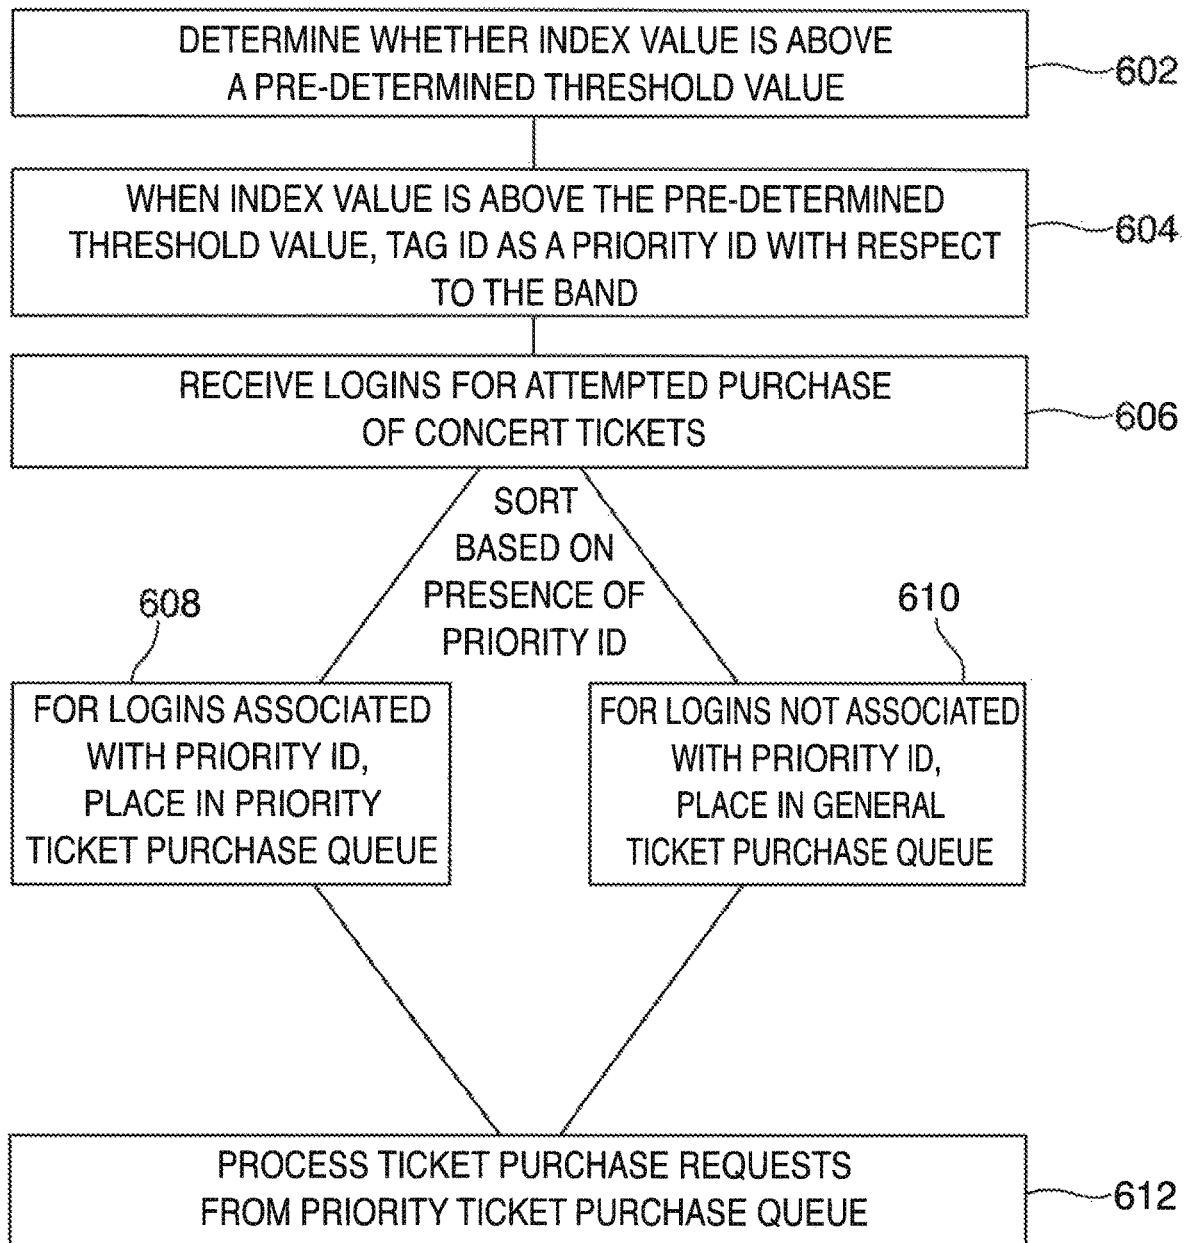 DETERMINE WHETHER INDEX VALUE IS ABOVE
A PRE-DETERMINED THRESHOLD VALUE
602
WHEN INDEX VALUE IS ABOVE THE PRE-DETERMINED
THRESHOLD VALUE, TAG ID AS A PRIORITY ID WITH RESPECT
TO THE BAND
604
RECEIVE LOGINS FOR ATTEMPTED PURCHASE
OF CONCERT TICKETS
606
SORT
BASED ON
PRESENCE OF
PRIORITY ID
608
FOR LOGINS ASSOCIATED
WITH PRIORITY ID,
PLACE IN PRIORITY
TICKET PURCHASE QUEUE
610
FOR LOGINS NOT ASSOCIATED
WITH PRIORITY ID,
PLACE IN GENERAL
TICKET PURCHASE QUEUE
PROCESS TICKET PURCHASE REQUESTS
FROM PRIORITY TICKET PURCHASE QUEUE
612